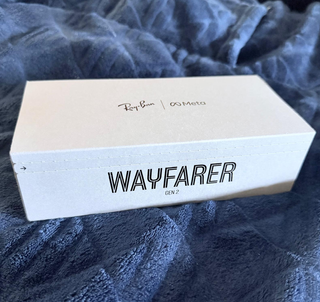 Ray-Ban | Meta
WAYFARER
GEN 2